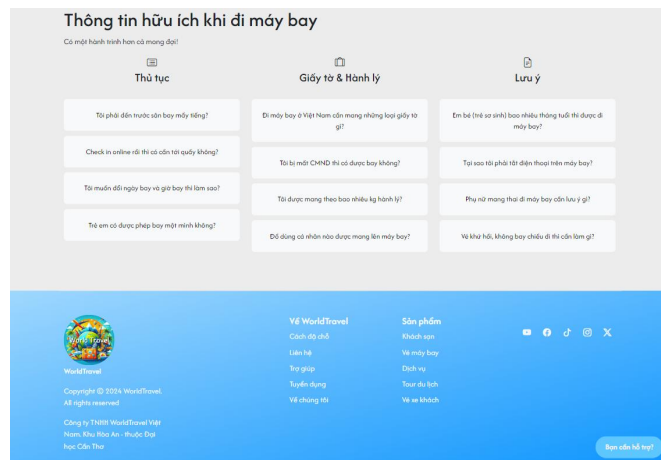 Thông tin hữu ích khi đi máy bay
Có một hành trình hơn cả mong đợi!
Thủ tục
Tôi phải đến trước sân bay mấy tiếng?
Check in online rồi thì có cần tới quầy không?
Tôi muốn đổi ngày bay và giờ bay thì làm sao?
Trẻ em có được phép bay một mình không?
Giấy tờ & Hành lý
Đi máy bay ở Việt Nam cần mang những loại giấy tờ
gì?
Tôi bị mất CMND thì có được bay không?
Tôi được mang theo bao nhiêu kg hành lý?
Đồ dùng cá nhân nào được mang lên máy bay?
Lưu ý
Em bé (trẻ sơ sinh) bao nhiêu tháng tuổi thì được đi
máy bay?
Tại sao tôi phải tắt điện thoại trên máy bay?
Phụ nữ mang thai đi máy bay cần lưu ý gì?
Vé khứ hồi, không bay chiều đi thì cần làm gì?
World Travel
WorldTravel
Copyright © 2024 WorldTravel.
All rights reserved
Công ty TNHH WorldTravel Việt
Nam. Khu Hòa An - thuộc Đại
học Cần Thơ
Về WorldTravel
Cách đặt chỗ
Liên hệ
Trợ giúp
Tuyển dụng
Về chúng tôi
Sản phẩm
Khách sạn
Vé máy bay
Dịch vụ
Tour du lịch
Vé xe khách
Bạn cần hỗ trợ?